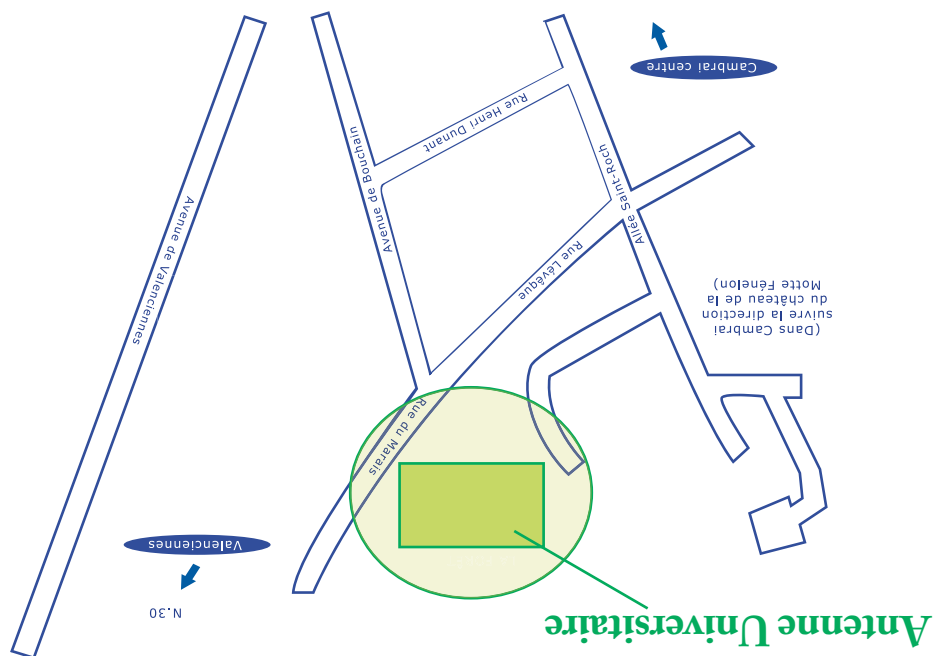 Antenne Universitaire
N.30
Valenciennes
Rue du Marais
(Dans Cambrai
suivre la direction
du château de la
Motte Fénelon)
Rue Lévêque
Avenue de Valenciennes
Allée Saint-Roch
Avenue de Bouchain
Rue Henri Dunant
Cambrai centre